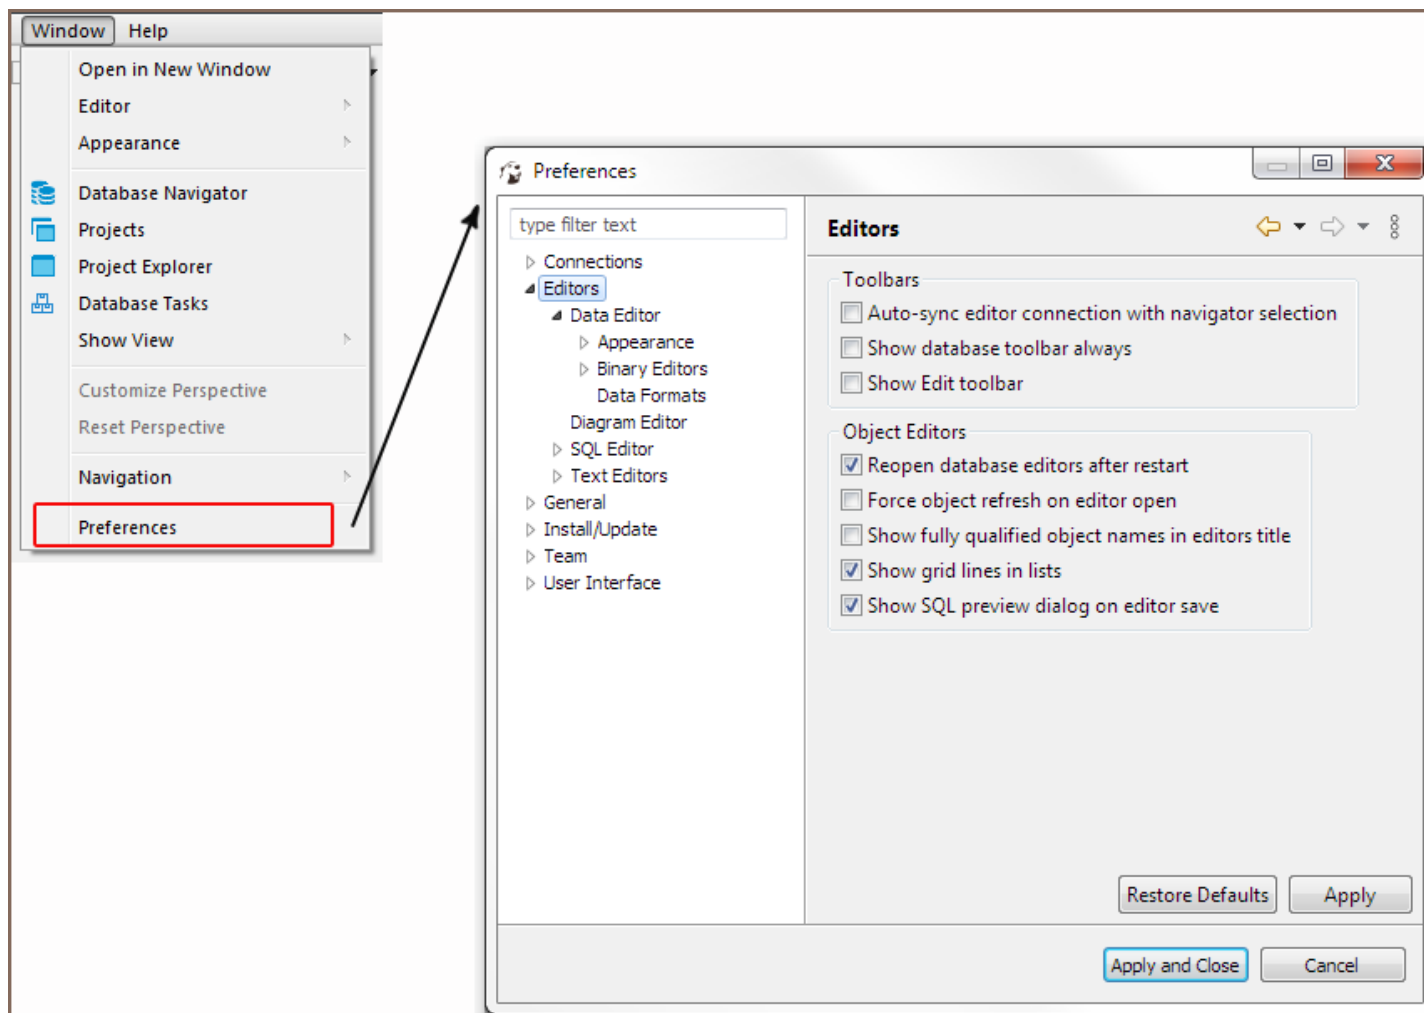 Window Help
Open in New Window
Editor
Appearance
Database Navigator
Projects
Project Explorer
Database Tasks
Show View
Customize Perspective
Reset Perspective
Navigation
Preferences
Preferences
type filter text
Connections
Editors
Data Editor
Appearance
Binary Editors
Data Formats
Diagram Editor
SQL Editor
Text Editors
General
Install/Update
Team
User Interface
Editors
Toolbars
Auto-sync editor connection with navigator selection
Show database toolbar always
Show Edit toolbar
Object Editors
Reopen database editors after restart
Force object refresh on editor open
Show fully qualified object names in editors title
Show grid lines in lists
Show SQL preview dialog on editor save
Restore Defaults Apply
Apply and Close Cancel